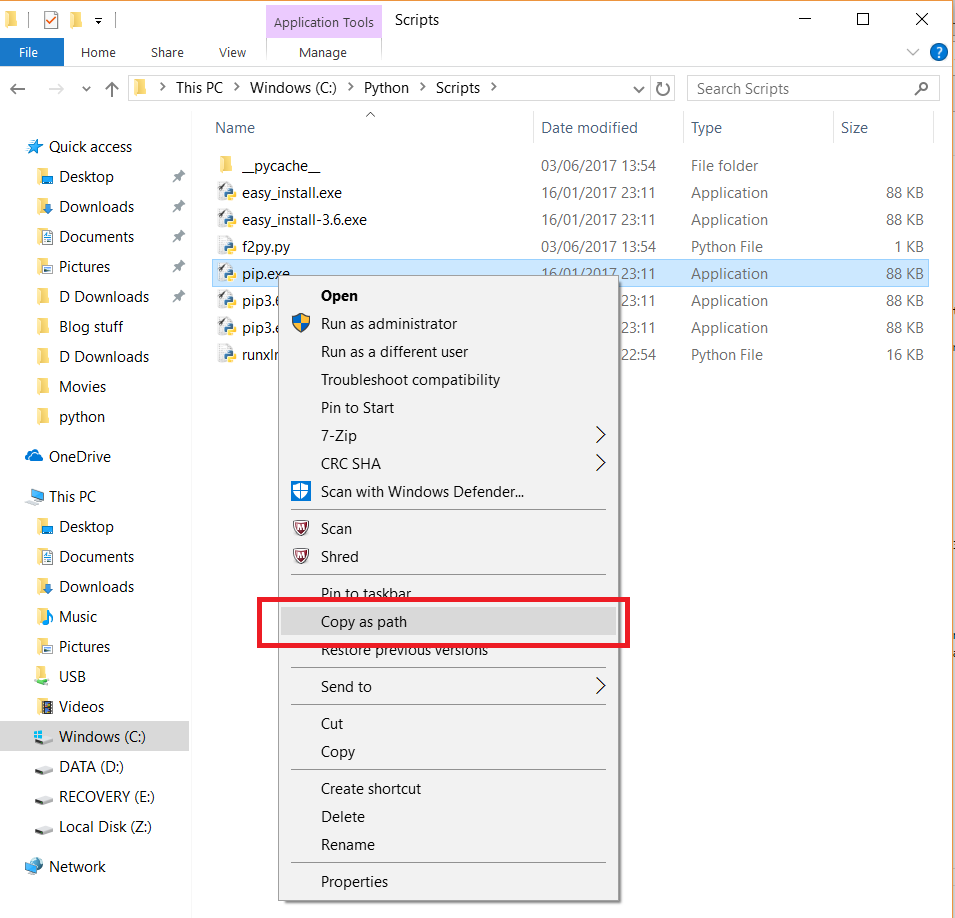 Application Tools
Scripts
File
Home
Share
View
Manage
?
This PC
Windows (C:)
Python
Scripts
Search Scripts
Name
Date modified
Type
Size
Quick access
Desktop
Downloads
Documents
Pictures
D Downloads
Blog stuff
D Downloads
Movies
python
OneDrive
This PC
Desktop
Documents
Downloads
Music
Pictures
USB
Videos
Windows (C:)
DATA (D:)
RECOVERY (E:)
Local Disk (Z:)
Network
__pycache__ 03/06/2017 13:54 File folder
easy_install.exe 16/01/2017 23:11 Application 88 KB
easy_install-3.6.exe 16/01/2017 23:11 Application 88 KB
f2py.py 03/06/2017 13:54 Python File 1 KB
pip.exe 16/01/2017 23:11 Application 88 KB
pip3.6 23:11 Application 88 KB
pip3.e 23:11 Application 88 KB
runxlr 22:54 Python File 16 KB
Open
Run as administrator
Run as a different user
Troubleshoot compatibility
Pin to Start
7-Zip
CRC SHA
Scan with Windows Defender...
Scan
Shred
Pin to taskbar
Copy as path
Restore previous versions
Send to
Cut
Copy
Create shortcut
Delete
Rename
Properties